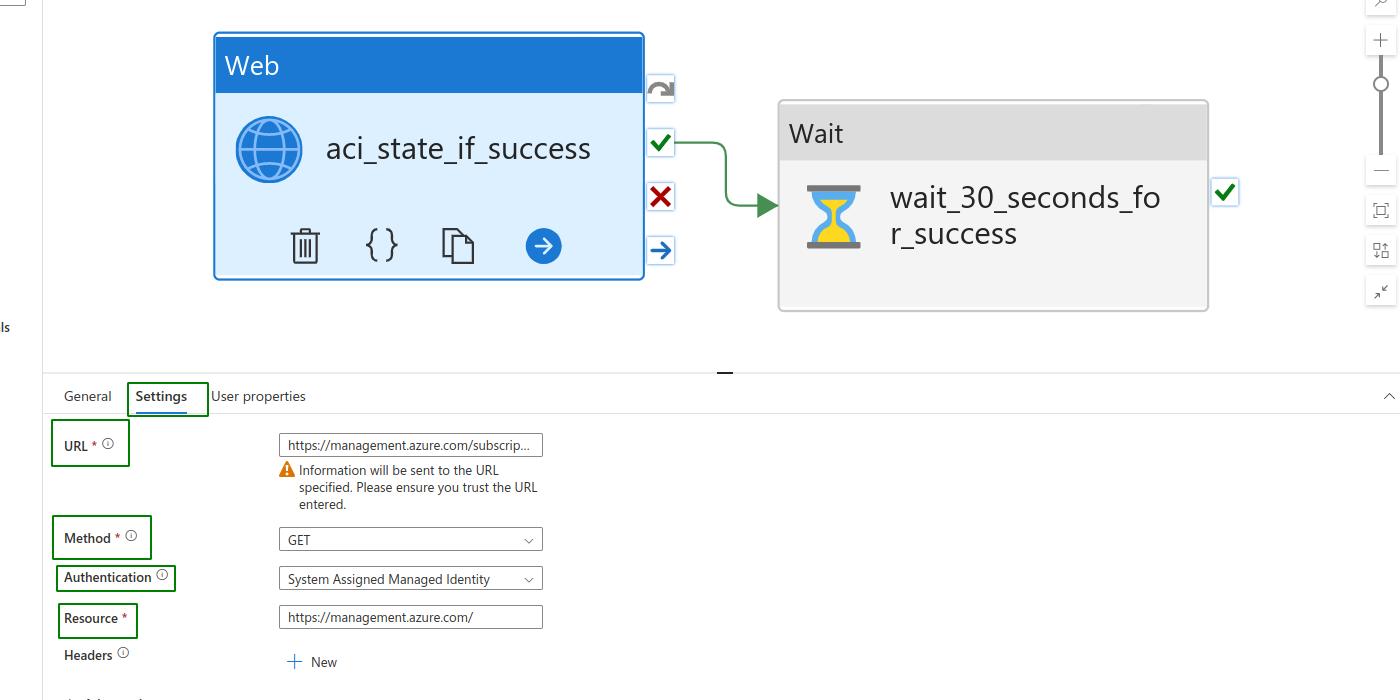 Web
aci_state_if_success
Wait
wait_30_seconds_fo
r_success
ls
General
Settings
User properties
URL *
https://management.azure.com/subscrip...
Information will be sent to the URL
specified. Please ensure you trust the URL
entered.
Method *
GET
Authentication
System Assigned Managed Identity
Resource *
https://management.azure.com/
Headers
New